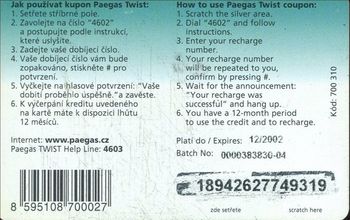 Jak používat kupon Paegas Twist:
1. Setřete stříbrné pole.
2. Zavolejte na číslo "4602"
a postupujte podle instrukcí,
které uslyšíte.
3. Zadejte vaše dobíjecí číslo.
4. Vaše dobíjecí číslo vám bude
zopakováno, stiskněte # pro
potvrzení.
5. Vyčkejte na hlasové potvrzení: "Vaše
dobití proběhlo úspěšně."a zavěste.
6. K vyčerpání kreditu uvedeného
na kartě máte k dispozici lhůtu
12 měsíců.
Internet: www.paegas.cz
Paegas TWIST Help Line: 4603
8 595108 700027
How to use Paegas Twist coupon:
1. Scratch the silver area.
2. Dial "4602" and follow
instructions.
3. Enter your recharge
number.
4. Your recharge number
will be repeated to you,
confirm by pressing #.
5. Wait for the announcement:
"Your recharge was
successful" and hang up.
6. You have a 12-month period
to use the credit and to recharge.
Platí do / Expires: 12/2002
Batch No: 0000383836-04
18942627749319
zde setřete scratch here
Kód: 700 310